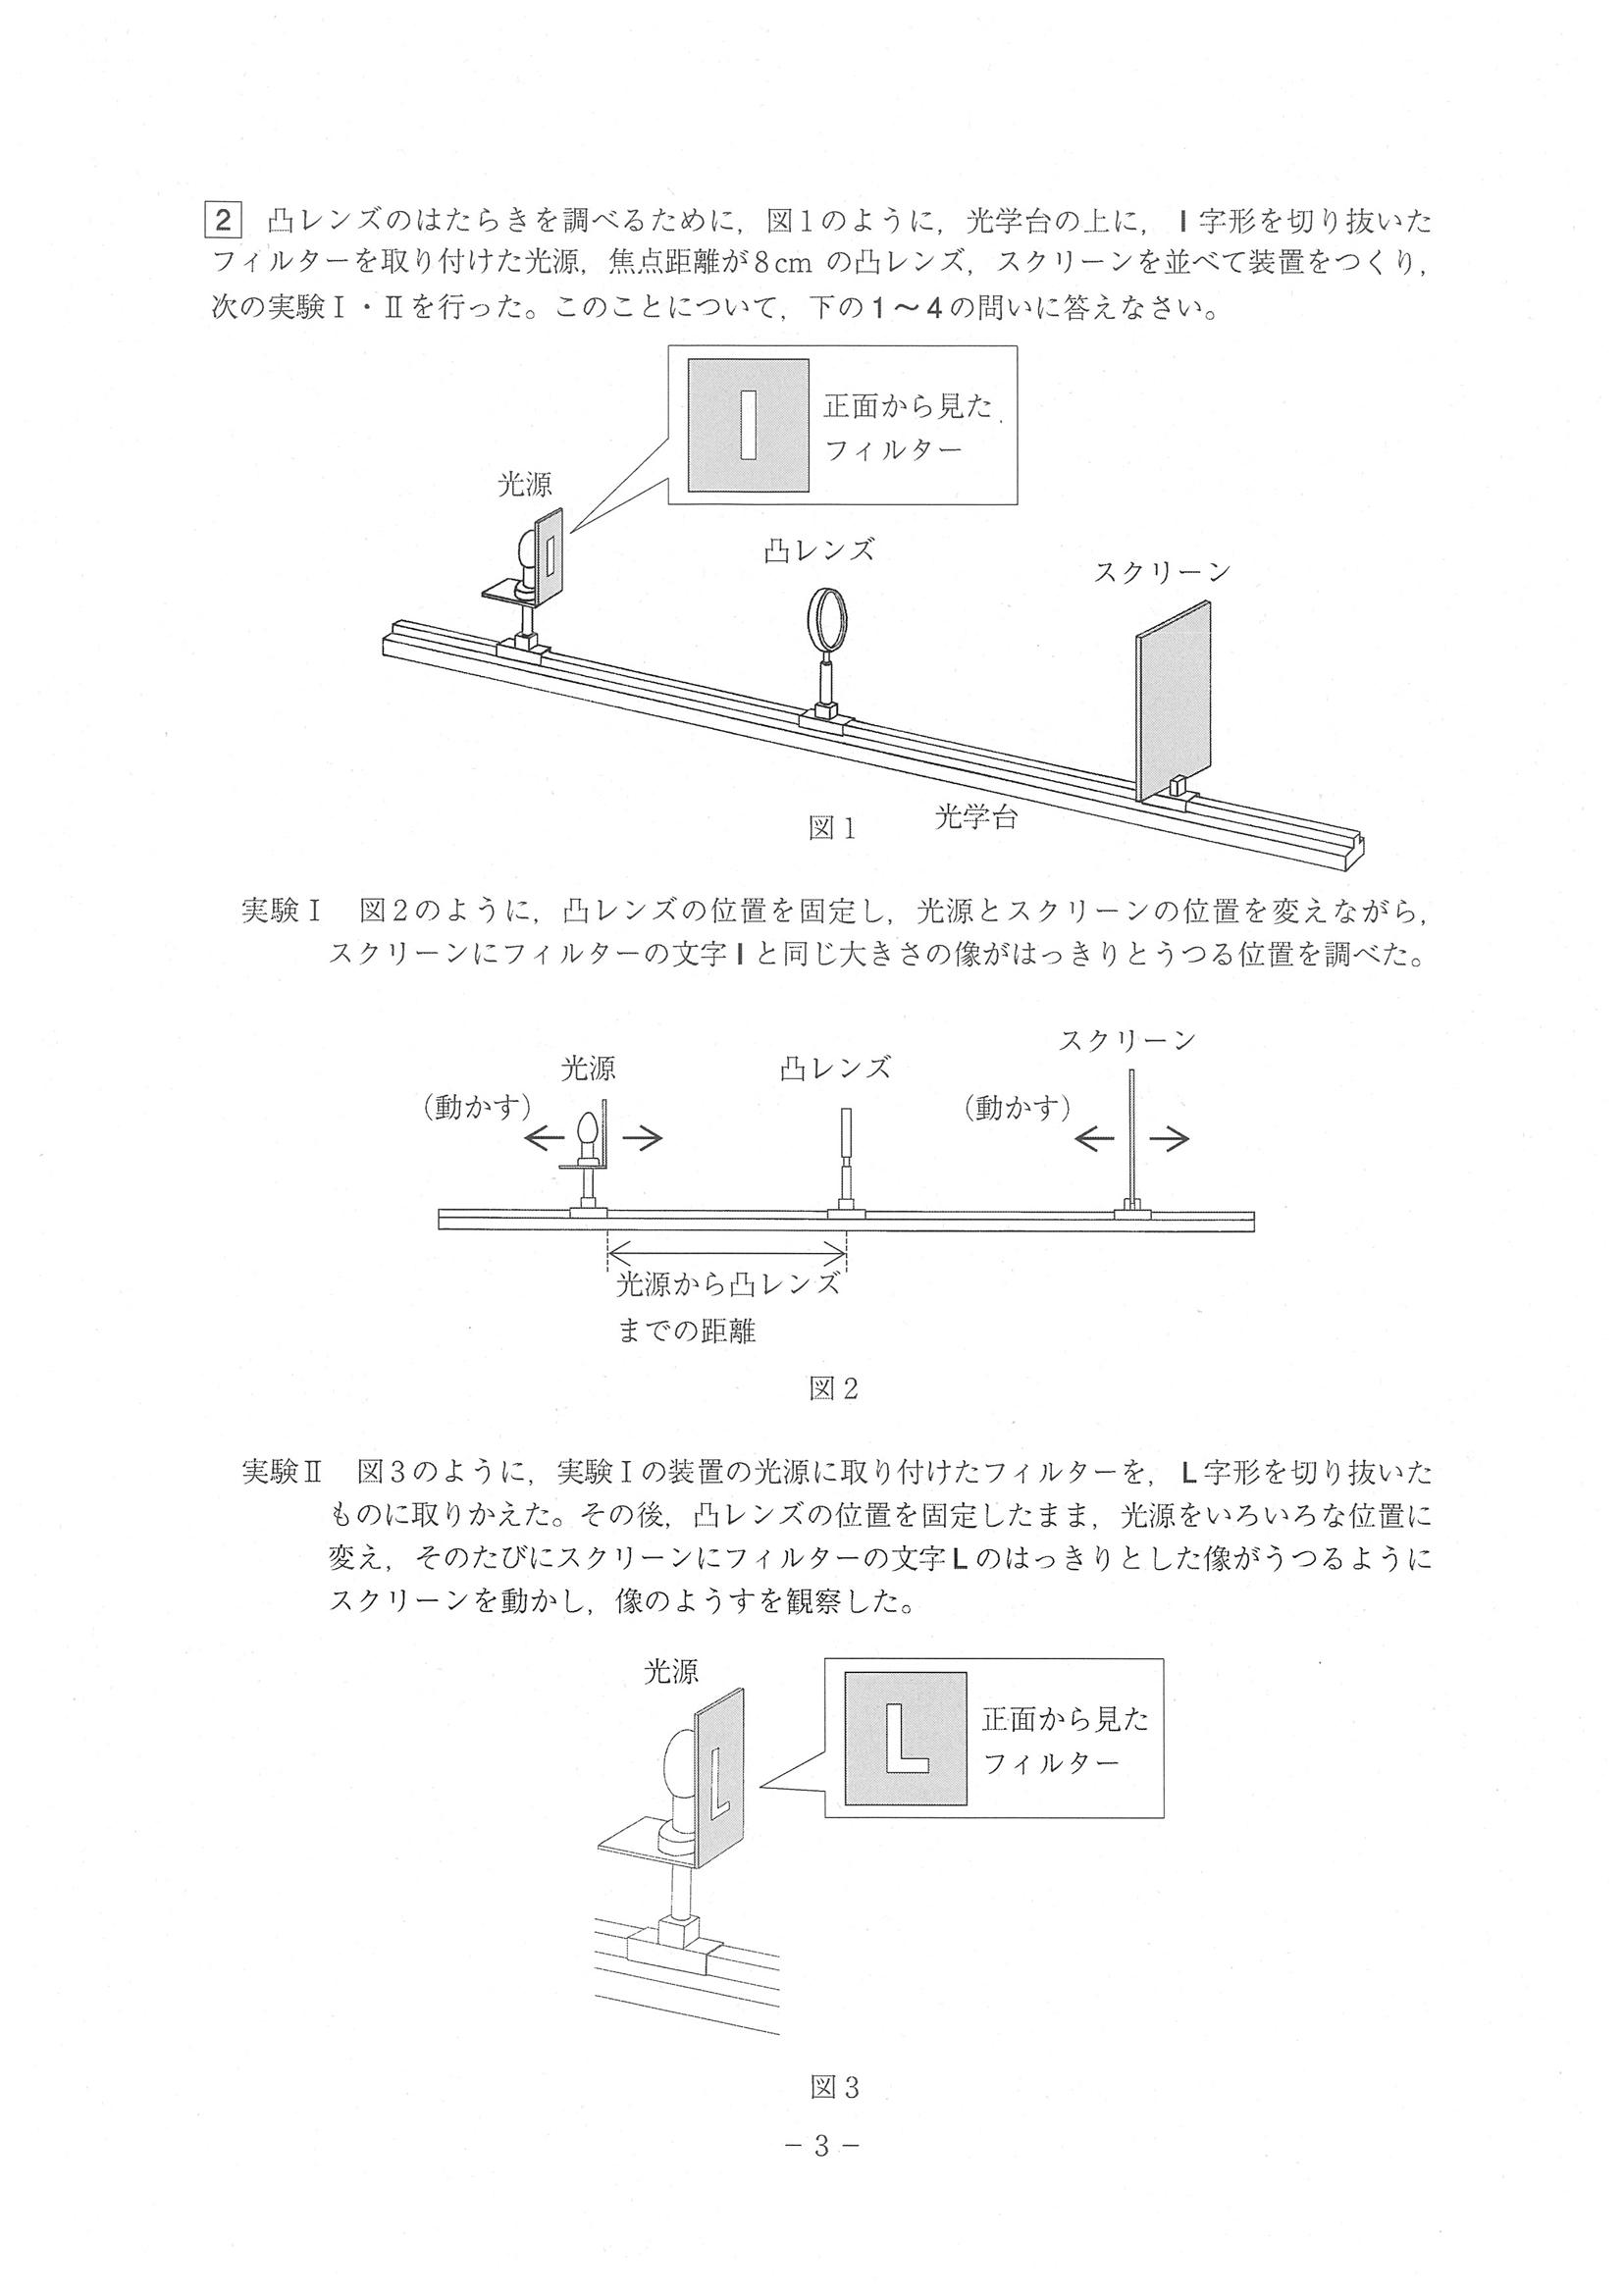 2 凸レンズのはたらきを調べるために，図1のように，光学台の上に，I字形を切り抜いた
フィルターを取り付けた光源，焦点距離が8cm の凸レンズ，スクリーンを並べて装置をつくり，
次の実験Ⅰ・Ⅱを行った。このことについて，下の1～4の問いに答えなさい。
I
正面から見た
フィルター
光源
凸レンズ
スクリーン
光学台
図1
実験Ⅰ 図2のように，凸レンズの位置を固定し，光源とスクリーンの位置を変えながら，
スクリーンにフィルターの文字Iと同じ大きさの像がはっきりとうつる位置を調べた。
スクリーン
光源
凸レンズ
（動かす）
（動かす）
光源から凸レンズ
までの距離
図2
実験Ⅱ 図3のように，実験Ⅰの装置の光源に取り付けたフィルターを，L字形を切り抜いた
ものに取りかえた。その後，凸レンズの位置を固定したまま，光源をいろいろな位置に
変え，そのたびにスクリーンにフィルターの文字Lのはっきりとした像がうつるように
スクリーンを動かし，像のようすを観察した。
光源
L
正面から見た
フィルター
図3
－3－